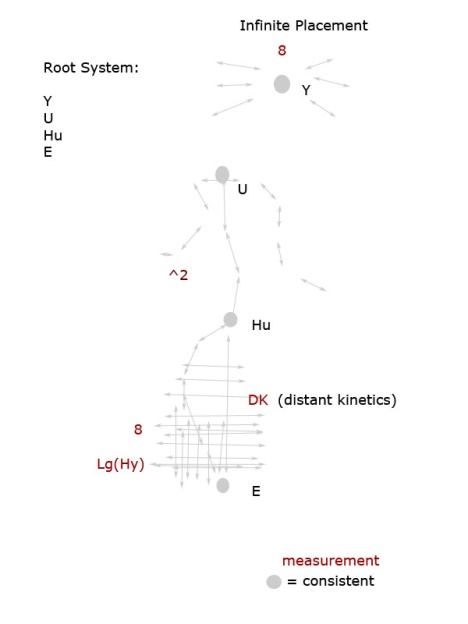 Infinite Placement
8
Root System:
Y
Y
U
Hu
E
U
^2
Hu
DK (distant kinetics)
8
Lg(Hy)
E
measurement
= consistent